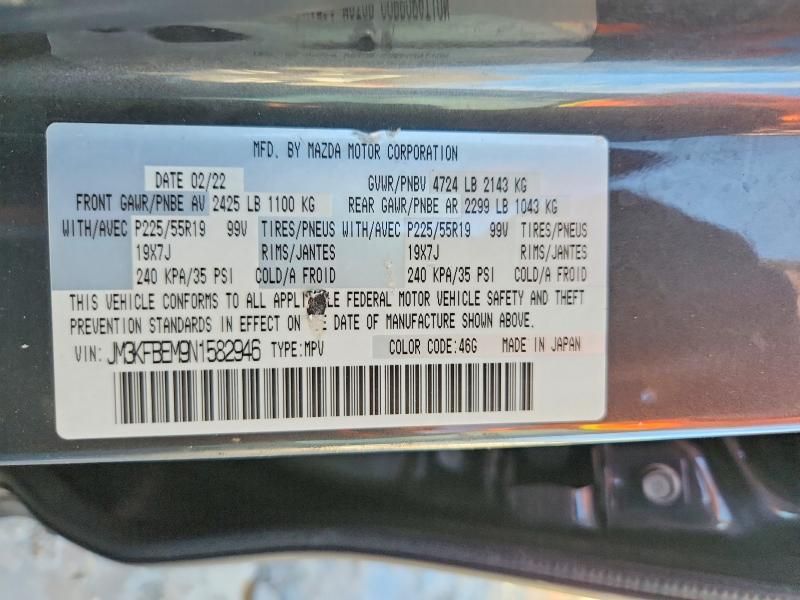 MFD. BY MAZDA MOTOR CORPORATION
DATE 02/22 GVWR/PNBV 4724 LB 2143 KG
FRONT GAWR/PNBE AV 2425 LB 1100 KG REAR GAWR/PNBE AR 2299 LB 1043 KG
WITH/AVEC P225/55R19 99V TIRES/PNEUS WITH/AVEC P225/55R19 99V TIRES/PNEUS
19X7J RIMS/JANTES 19X7J RIMS/JANTES
240 KPA/35 PSI COLD/A FROID 240 KPA/35 PSI COLD/A FROID
THIS VEHICLE CONFORMS TO ALL APPLICABLE FEDERAL MOTOR VEHICLE SAFETY AND THEFT
PREVENTION STANDARDS IN EFFECT ON THE DATE OF MANUFACTURE SHOWN ABOVE.
VIN: JM3KFBEM9N1582946 TYPE:MPV COLOR CODE:46G MADE IN JAPAN